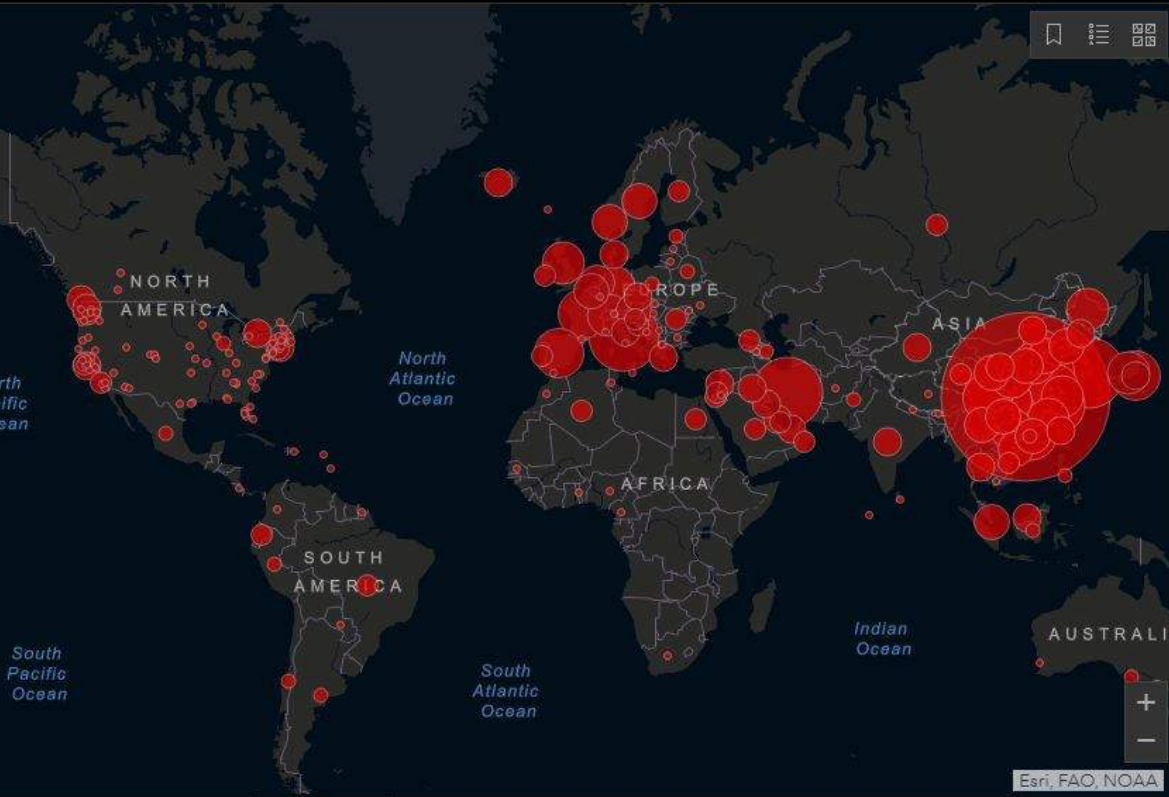 NORTH
AMERICA
ROPE
ASIA
North
Atlantic
Ocean
rth
ific
ean
AFRICA
SOUTH
AMERICA
Indian
Ocean
AUSTRALI
South
Pacific
Ocean
South
Atlantic
Ocean
+
−
Esri, FAO, NOAA